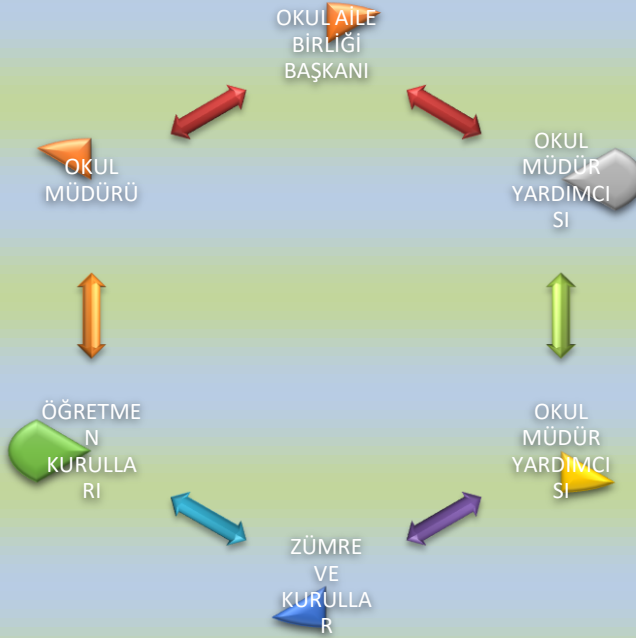 OKUL AİLE
BİRLİĞİ
BAŞKANI
OKUL
MÜDÜR
YARDIMCI
SI
OKUL
MÜDÜRÜ
ÖĞRETME
N
KURULLA
RI
OKUL
MÜDÜR
YARDIMCI
SI
ZÜMRE
VE
KURULLA
R